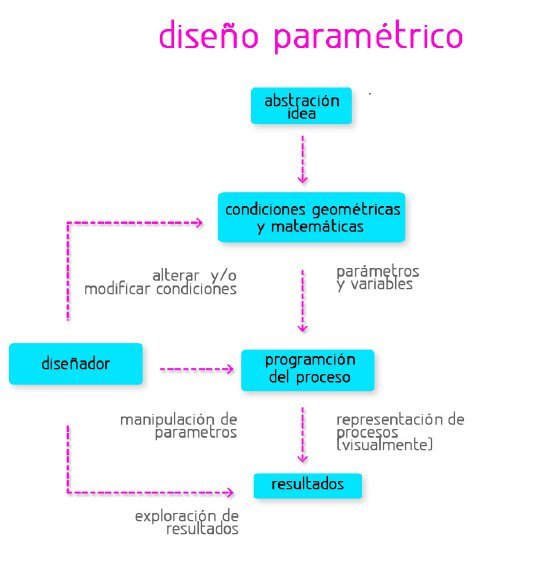 diseño paramétrico
abstración
idea
condiciones geométricas
y matemáticas
alterar y/o
modificar condiciones
parámetros
y variables
diseñador
programción
del proceso
manipulación de
parametros
representación de
procesos
(visualmente)
resultados
exploración de
resultados